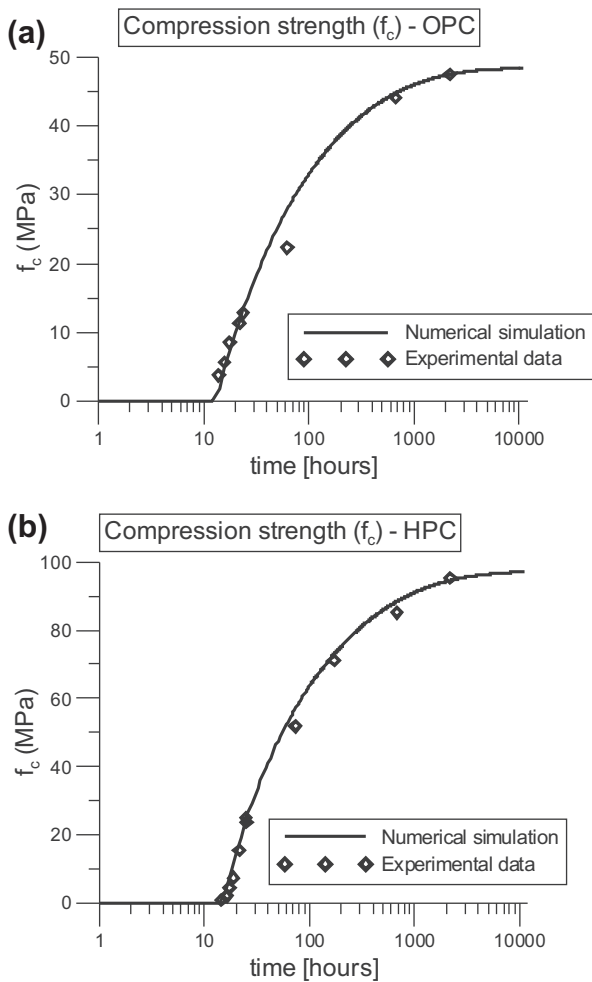 (a)
Compression strength (fc) - OPC
50
40
30
20
10
0
fc (MPa)
Numerical simulation
Experimental data
1 10 100 1000 10000
time [hours]
(b)
Compression strength (fc) - HPC
100
80
60
40
20
0
fc (MPa)
Numerical simulation
Experimental data
1 10 100 1000 10000
time [hours]